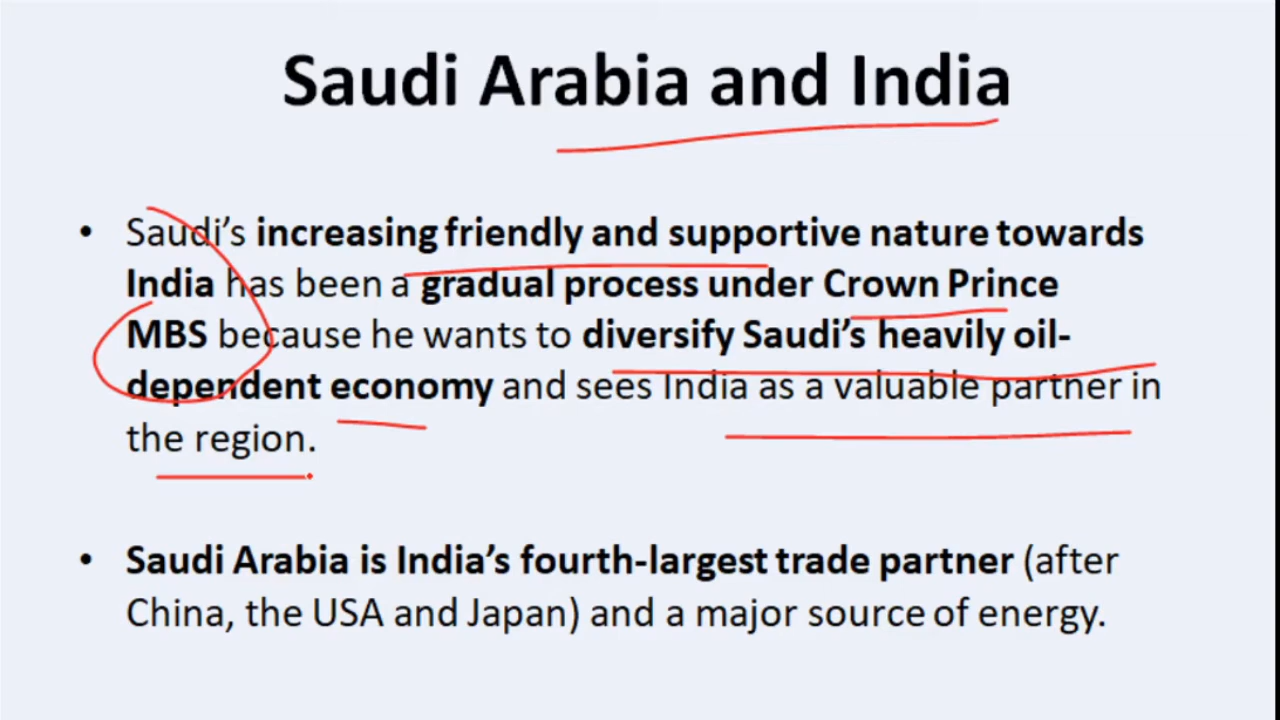 Saudi Arabia and India
• Saudi’s increasing friendly and supportive nature towards
India has been a gradual process under Crown Prince
MBS because he wants to diversify Saudi’s heavily oil-
dependent economy and sees India as a valuable partner in
the region.
• Saudi Arabia is India’s fourth-largest trade partner (after
China, the USA and Japan) and a major source of energy.